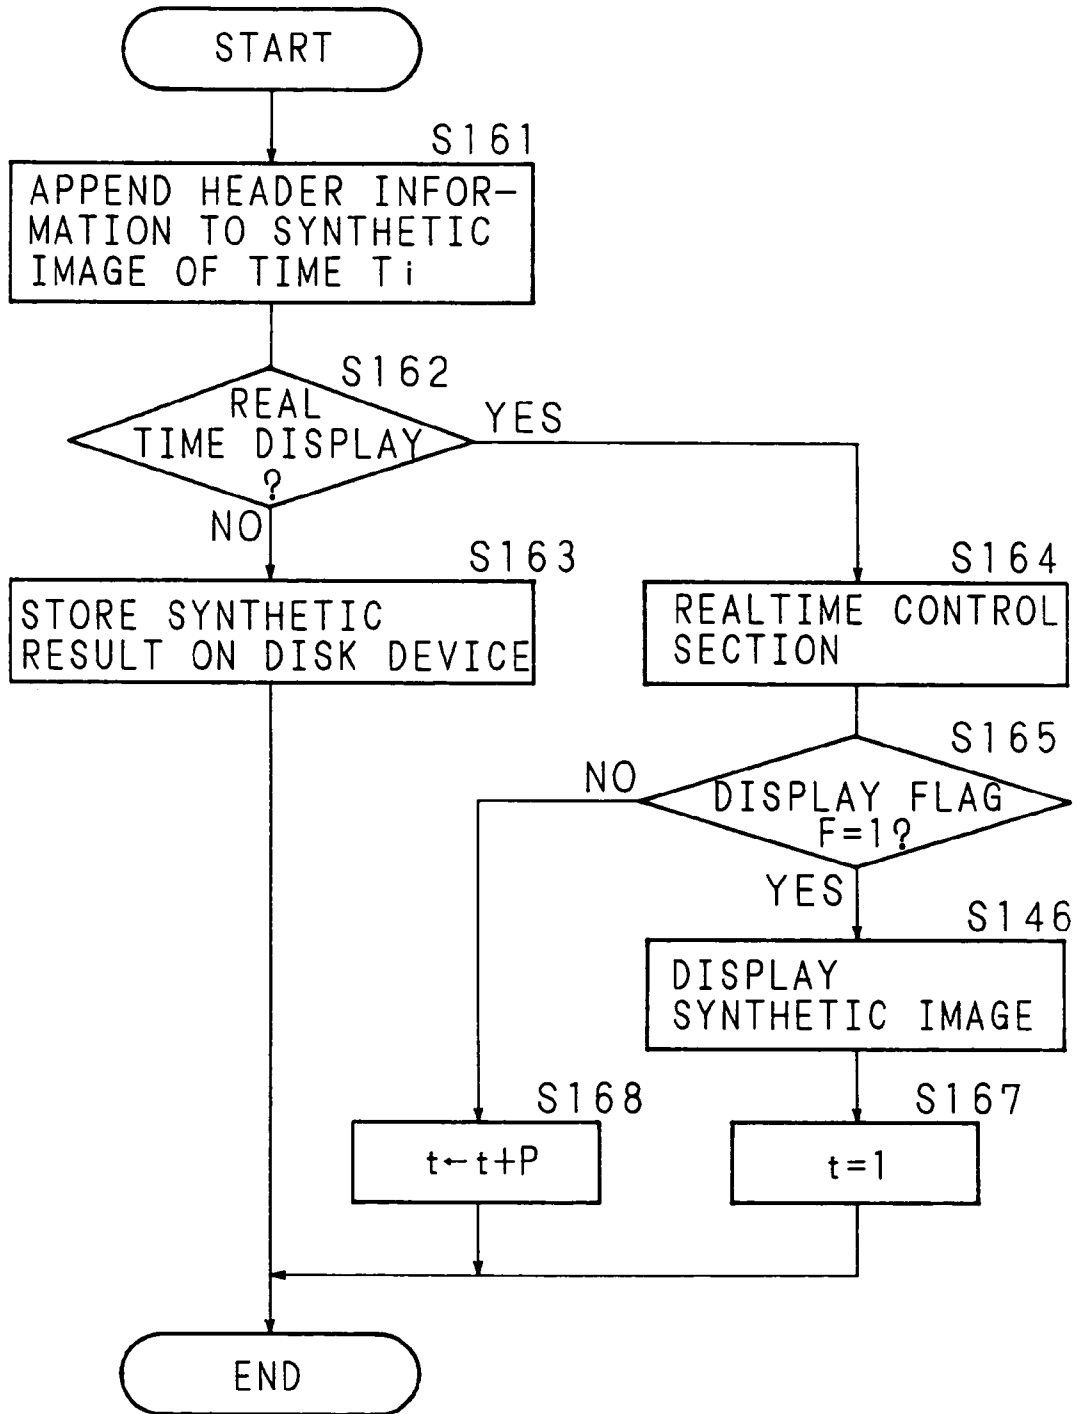 START
S161
APPEND HEADER INFOR-
MATION TO SYNTHETIC
IMAGE OF TIME Ti
S162
REAL
TIME DISPLAY
?
YES
NO
S163
STORE SYNTHETIC
RESULT ON DISK DEVICE
S164
REALTIME CONTROL
SECTION
S165
DISPLAY FLAG
F=1?
NO
YES
S146
DISPLAY
SYNTHETIC IMAGE
S168
t←t+P
S167
t=1
END